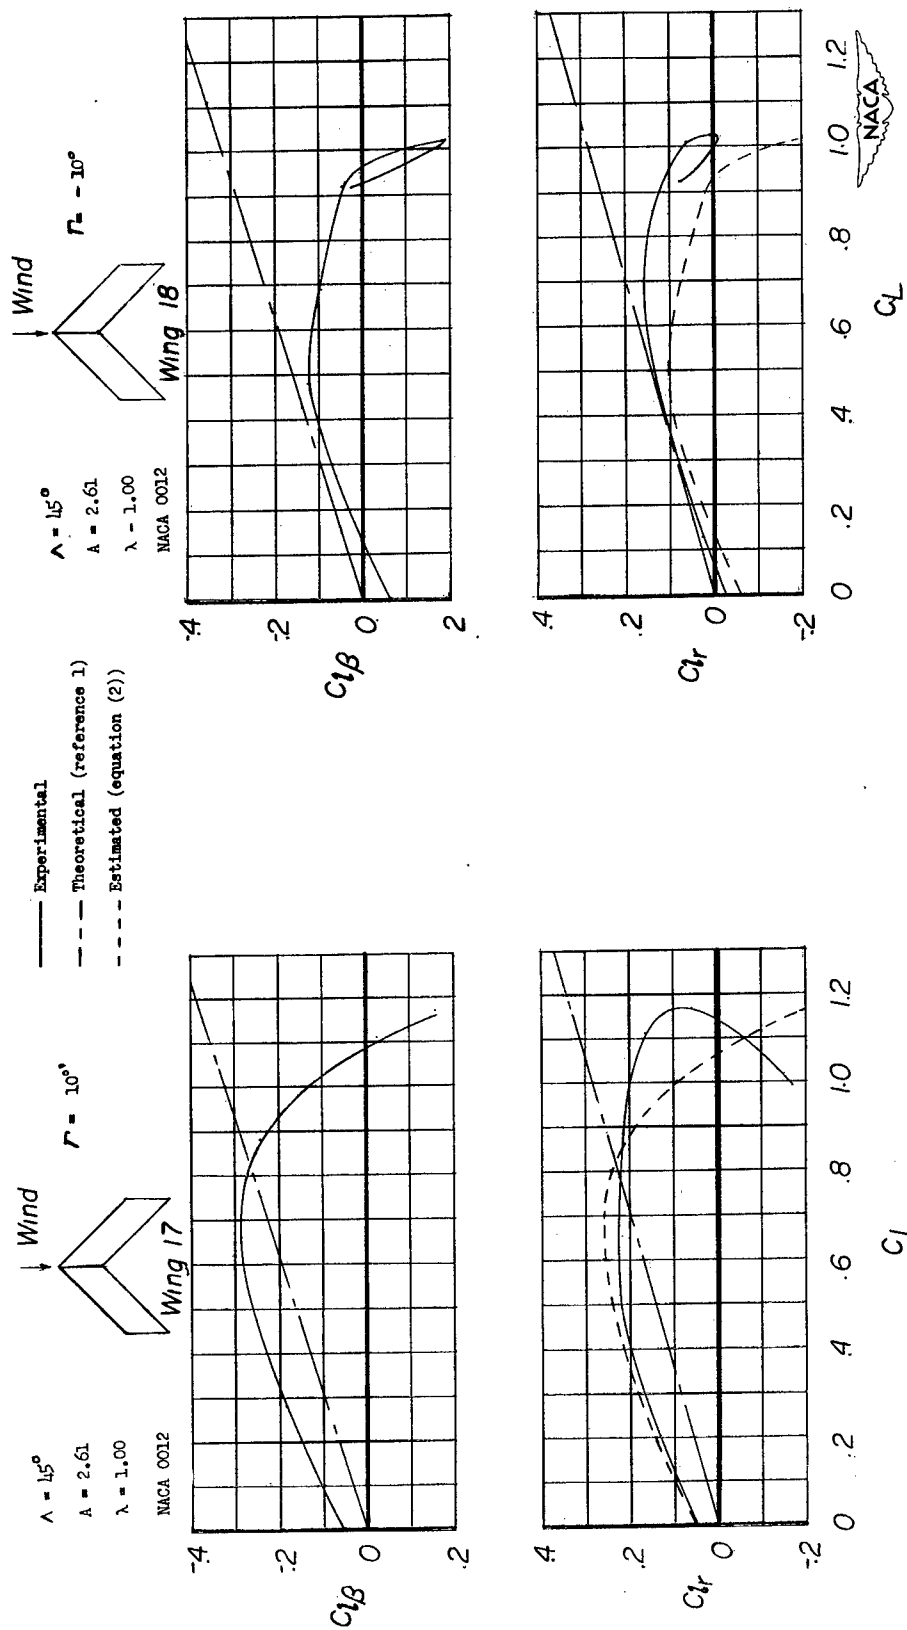 Λ = 45°
A = 2.61
λ = 1.00
NACA 0012
Wind
Wing 17
Γ = 10°
—— Experimental
— - — Theoretical (reference 1)
- - - - Estimated (equation (2))
Λ = 45°
A = 2.61
λ - 1.00
NACA 0012
Wind
Wing 18
Γ = -10°
-.4
-.2
0
.2
Clβ
-.4
-.2
0
2
Clβ
.4
.2
0
-.2
Clr
0 .2 .4 .6 .8 1.0 1.2
CL
.4
.2
0
-.2
Clr
0 .2 .4 .6 .8 1.0 1.2
CL
NACA